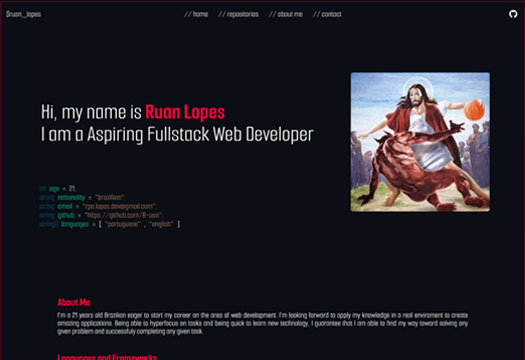 $ruan_lopes
// home // repositories // about me // contact
Hi, my name is Ruan Lopes
I am a Aspiring Fullstack Web Developer
int age = 21;
string nationality = "brazilian";
string email = "rpo.lopes.dev@gmail.com";
string github = "https://github.com/R-uan";
string[] languages = [ "portuguese" , "english" ]
About Me
I'm a 21 years Brazilian eager to start my career on the area of web development. I'm looking forward to apply my knowledge in a real enviroment to create
amazing applications. Being able to hyperfocus on tasks and being quick to learn new technology, I guarantee that I am able to find my way toward solving any
given problem and successfuly completing any given task.
Languages and Frameworks